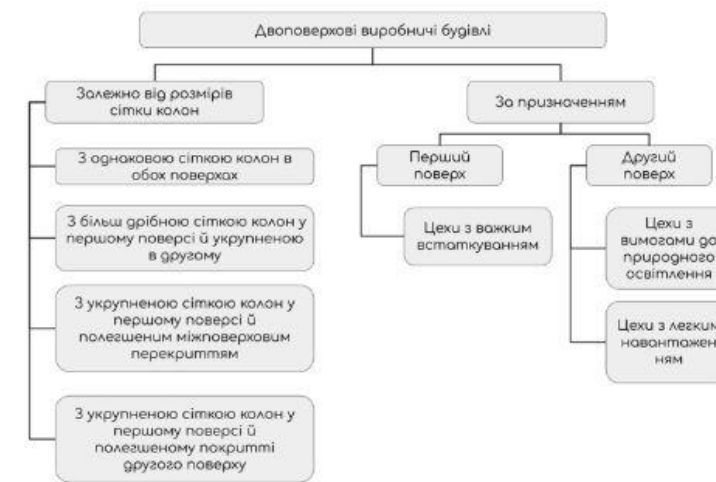 Двоповерхові виробничі будівлі
Залежно від розмірів
сітки колон
За призначенням
З однаковою сіткою колон в
обох поверхах
З більш дрібною сіткою колон у
першому поверсі й укрупненою
в другому
З укрупненою сіткою колон у
першому поверсі й
полегшеним міжповерховим
перекриттям
З укрупненою сіткою колон у
першому поверсі й
полегшеному покритті
другого поверху
Перший
поверх
Цехи з важким
встаткуванням
Другий
поверх
Цехи з
вимогами до
природного
освітлення
Цехи з легким
навантажен
ням